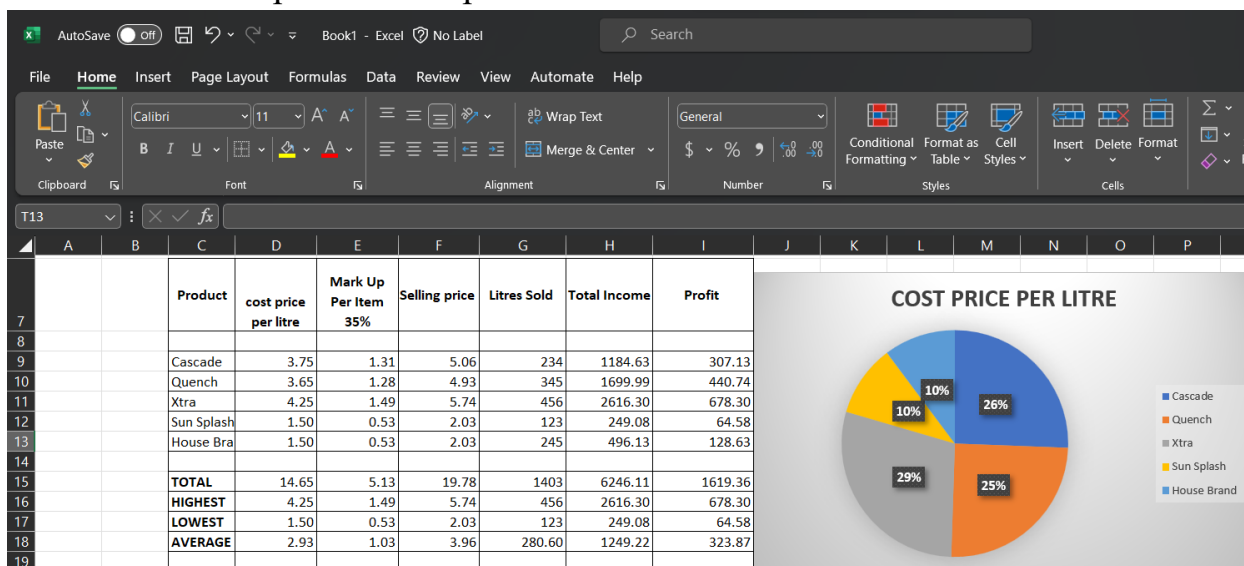 AutoSave Off Book1 - Excel No Label Search
File Home Insert Page Layout Formulas Data Review View Automate Help
Calibri 11 A^ A ab Wrap Text General
Paste B I U A Merge & Center $ % 9 .00 Conditional Formatting Format as Table Cell Styles Insert Delete Format
Clipboard Font Alignment Number Styles Cells
T13 fx
A B C D E F G H I J K L M N O P
7 Product cost price per litre Mark Up Per Item 35% Selling price Litres Sold Total Income Profit
8
9 Cascade 3.75 1.31 5.06 234 1184.63 307.13
10 Quench 3.65 1.28 4.93 345 1699.99 440.74
11 Xtra 4.25 1.49 5.74 456 2616.30 678.30
12 Sun Splash 1.50 0.53 2.03 123 249.08 64.58
13 House Bra 1.50 0.53 2.03 245 496.13 128.63
14
15 TOTAL 14.65 5.13 19.78 1403 6246.11 1619.36
16 HIGHEST 4.25 1.49 5.74 456 2616.30 678.30
17 LOWEST 1.50 0.53 2.03 123 249.08 64.58
18 AVERAGE 2.93 1.03 3.96 280.60 1249.22 323.87
19
COST PRICE PER LITRE
10% 26%
10%
29% 25%
Cascade
Quench
Xtra
Sun Splash
House Brand